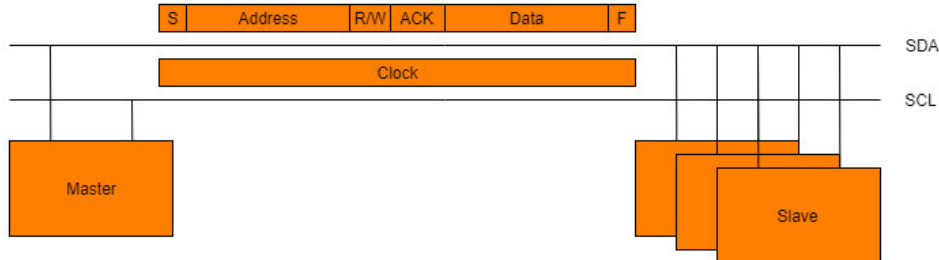 S Address R/W ACK Data F
SDA
Clock
SCL
Master
Slave